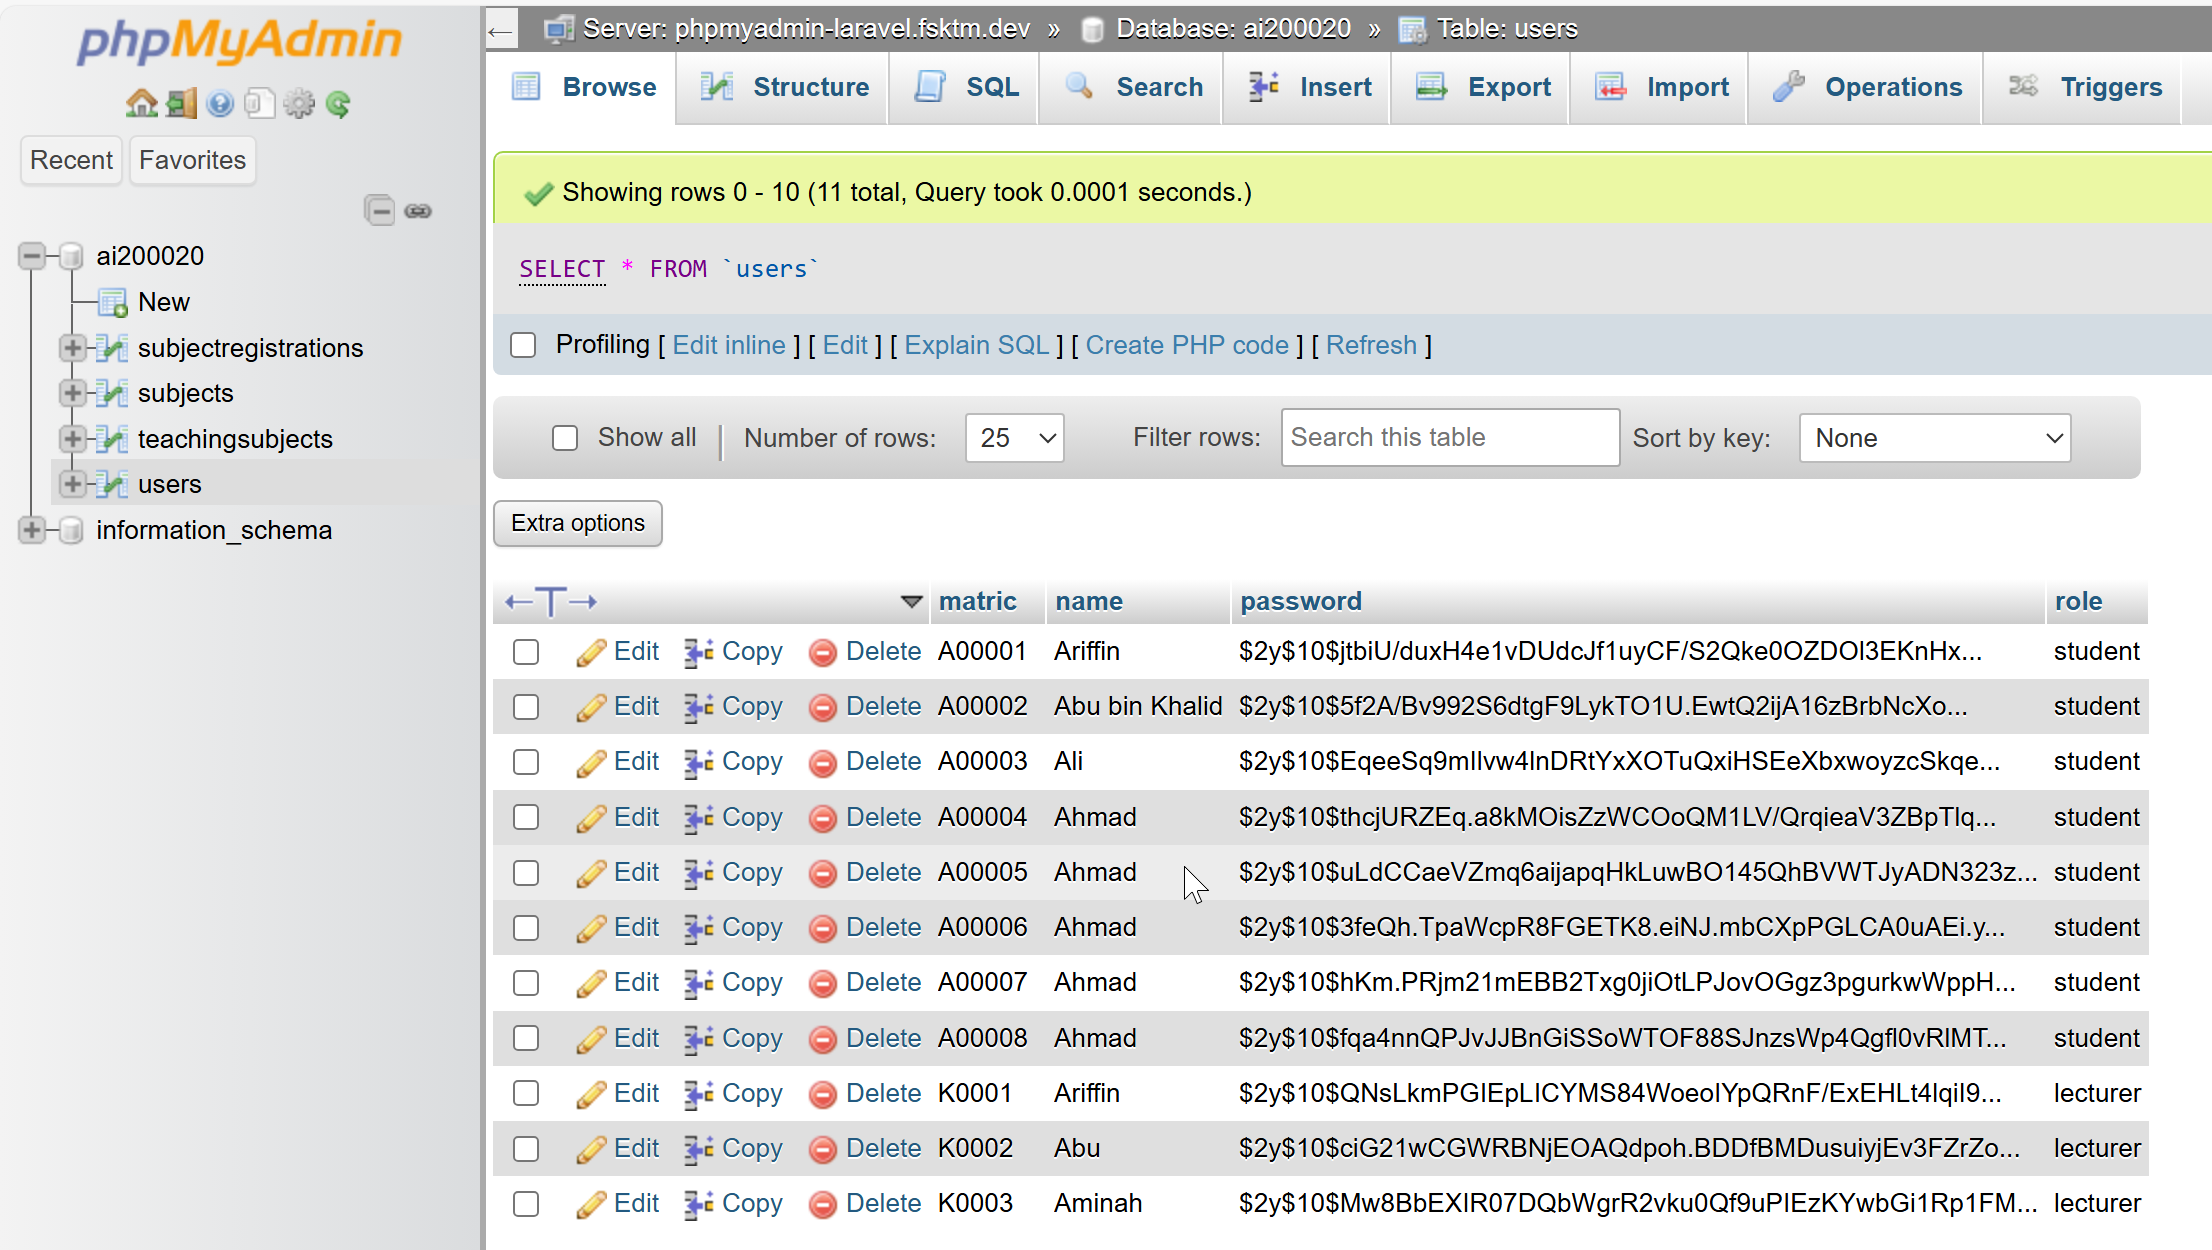 phpMyAdmin
Recent Favorites
ai200020
New
subjectregistrations
subjects
teachingsubjects
users
information_schema
Server: phpmyadmin-laravel.fsktm.dev » Database: ai200020 » Table: users
Browse Structure SQL Search Insert Export Import Operations Triggers
Showing rows 0 - 10 (11 total, Query took 0.0001 seconds.)
SELECT * FROM `users`
Profiling [ Edit inline ] [ Edit ] [ Explain SQL ] [ Create PHP code ] [ Refresh ]
Show all Number of rows: 25 Filter rows: Search this table Sort by key: None
Extra options
←T→ matric name password role
Edit Copy Delete A00001 Ariffin $2y$10$jtbiU/duxH4e1vDUdcJf1uyCF/S2Qke0OZDOl3EKnHx... student
Edit Copy Delete A00002 Abu bin Khalid $2y$10$5f2A/Bv992S6dtgF9LykTO1U.EwtQ2ijA16zBrbNcXo... student
Edit Copy Delete A00003 Ali $2y$10$EqeeSq9mIlvw4lnDRtYxXOTuQxiHSEeXbxwoyzcSkqe... student
Edit Copy Delete A00004 Ahmad $2y$10$thcjURZEq.a8kMOisZzWCOoQM1LV/QrqieaV3ZBpTlq... student
Edit Copy Delete A00005 Ahmad $2y$10$uLdCCaeVZmq6aijapqHkLuwBO145QhBVWTJyADN323z... student
Edit Copy Delete A00006 Ahmad $2y$10$3feQh.TpaWcpR8FGETK8.eiNJ.mbCXpPGLCA0uAEi.y... student
Edit Copy Delete A00007 Ahmad $2y$10$hKm.PRjm21mEBB2Txg0jiOtLPJovOGgz3pgurkwWppH... student
Edit Copy Delete A00008 Ahmad $2y$10$fqa4nnQPJvJJBnGiSSoWTOF88SJnzsWp4Qgfl0vRlMT... student
Edit Copy Delete K0001 Ariffin $2y$10$QNsLkmPGIEpLICYMS84WoeoIYpQRnF/ExEHLt4lqiI9... lecturer
Edit Copy Delete K0002 Abu $2y$10$ciG21wCGWRBNjEOAQdpoh.BDDfBMDusuiyjEv3FZrZo... lecturer
Edit Copy Delete K0003 Aminah $2y$10$Mw8BbEXIR07DQbWgrR2vku0Qf9uPlEzKYwbGi1Rp1FM... lecturer